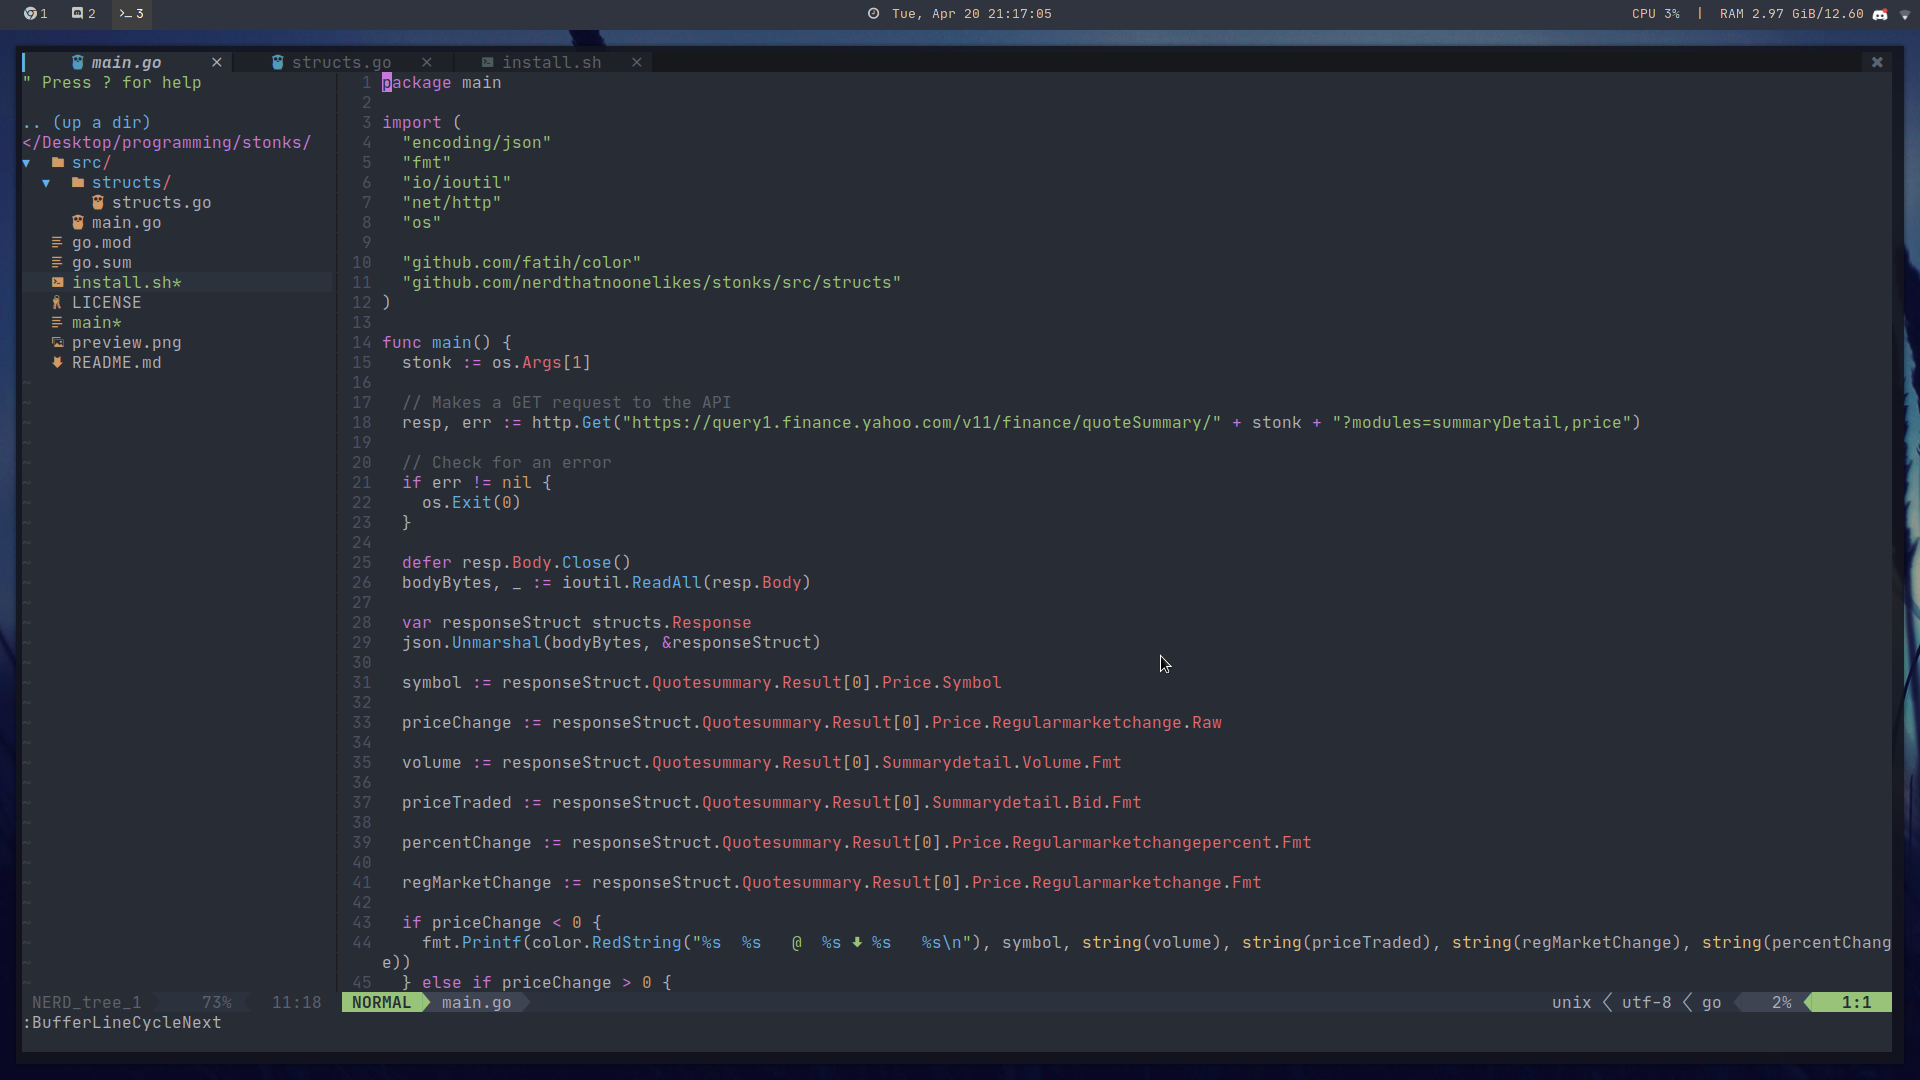 1 2 >_ 3 Tue, Apr 20 21:17:05 CPU 3% | RAM 2.97 GiB/12.60
main.go × structs.go × install.sh ×
" Press ? for help
.. (up a dir)
</Desktop/programming/stonks/
▾ src/
▾ structs/
structs.go
main.go
go.mod
go.sum
install.sh*
LICENSE
main*
preview.png
README.md
1 package main
2
3 import (
4   "encoding/json"
5   "fmt"
6   "io/ioutil"
7   "net/http"
8   "os"
9
10   "github.com/fatih/color"
11   "github.com/nerdthatnoonelikes/stonks/src/structs"
12 )
13
14 func main() {
15   stonk := os.Args[1]
16
17   // Makes a GET request to the API
18   resp, err := http.Get("https://query1.finance.yahoo.com/v11/finance/quoteSummary/" + stonk + "?modules=summaryDetail,price")
19
20   // Check for an error
21   if err != nil {
22     os.Exit(0)
23   }
24
25   defer resp.Body.Close()
26   bodyBytes, _ := ioutil.ReadAll(resp.Body)
27
28   var responseStruct structs.Response
29   json.Unmarshal(bodyBytes, &responseStruct)
30
31   symbol := responseStruct.Quotesummary.Result[0].Price.Symbol
32
33   priceChange := responseStruct.Quotesummary.Result[0].Price.Regularmarketchange.Raw
34
35   volume := responseStruct.Quotesummary.Result[0].Summarydetail.Volume.Fmt
36
37   priceTraded := responseStruct.Quotesummary.Result[0].Summarydetail.Bid.Fmt
38
39   percentChange := responseStruct.Quotesummary.Result[0].Price.Regularmarketchangepercent.Fmt
40
41   regMarketChange := responseStruct.Quotesummary.Result[0].Price.Regularmarketchange.Fmt
42
43   if priceChange < 0 {
44     fmt.Printf(color.RedString("%s  %s   @  %s 🠋 %s   %s\n"), symbol, string(volume), string(priceTraded), string(regMarketChange), string(percentChang
e))
45   } else if priceChange > 0 {
NERD_tree_1 73% 11:18 NORMAL main.go unix < utf-8 < go 2% 1:1
:BufferLineCycleNext